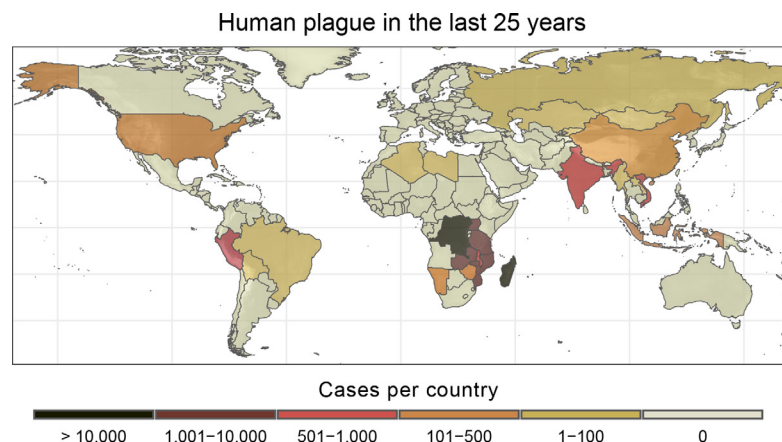 Human plague in the last 25 years
Cases per country
> 10,000 1,001−10,000 501−1,000 101−500 1−100 0